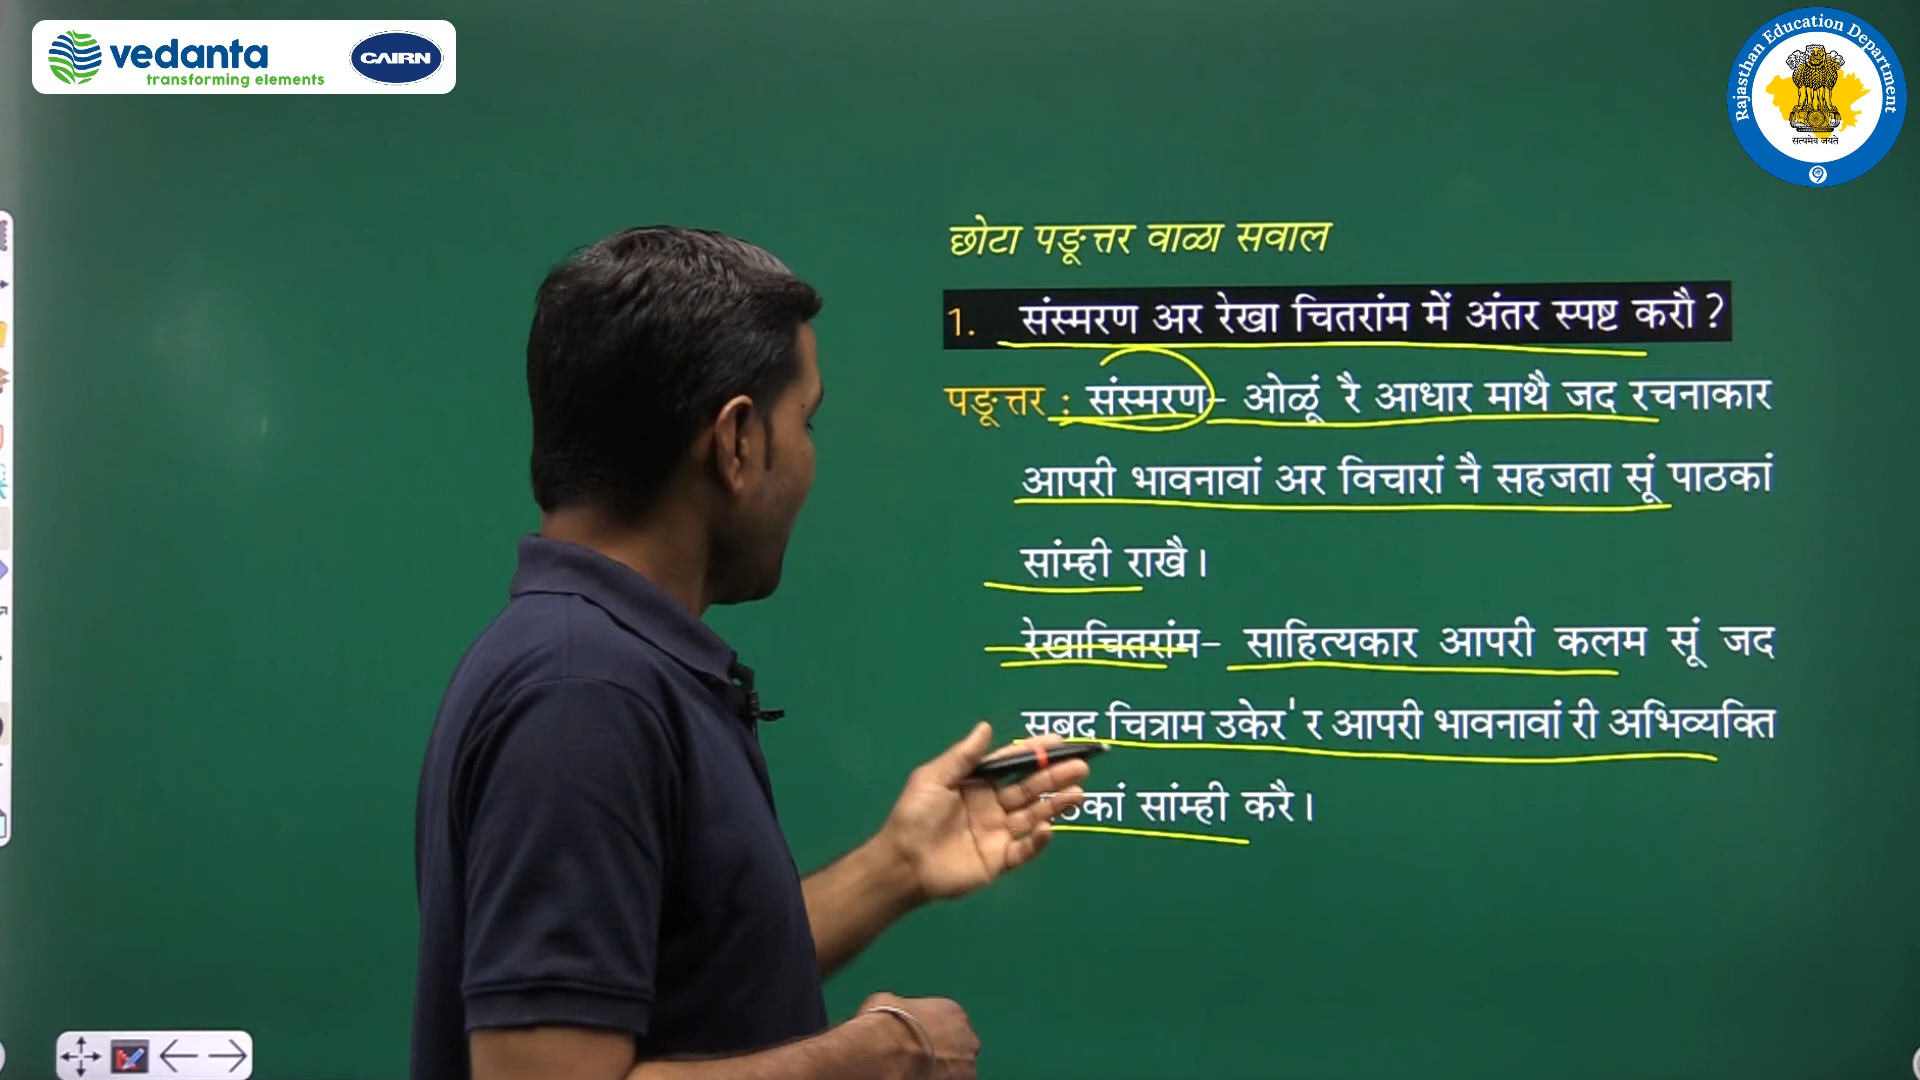 vedanta
transforming elements
CAIRN
Rajasthan Education Department
सत्यमेव जयते
छोटा पडूत्तर वाळा सवाल
1. संस्मरण अर रेखा चितरांम में अंतर स्पष्ट करौ ?
पडूत्तर : संस्मरण- ओळूं रै आधार माथै जद रचनाकार
आपरी भावनावां अर विचारां नै सहजता सूं पाठकां
सांम्ही राखै।
रेखाचितरांम- साहित्यकार आपरी कलम सूं जद
सबद चित्राम उकेर'र आपरी भावनावां री अभिव्यक्ति
सांम्ही करै।